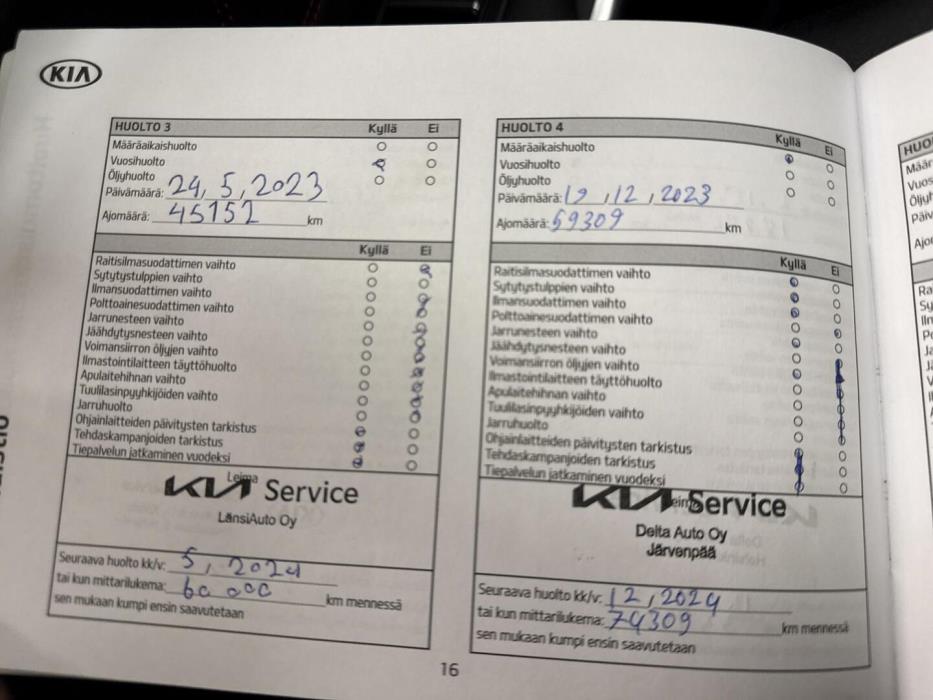 KIA
HUOLTO 3 Kyllä Ei
Määräaikaishuolto
Vuosihuolto
Öljyhuolto
Päivämäärä: 24, 5, 2023
Ajomäärä: 45152 km
Kyllä Ei
Raitisilmasuodattimen vaihto
Sytytystulppien vaihto
Ilmansuodattimen vaihto
Polttoainesuodattimen vaihto
Jarrunesteen vaihto
Jäähdytysnesteen vaihto
Voimansiirron öljyjen vaihto
Ilmastointilaitteen täyttöhuolto
Apulaitehihnan vaihto
Tuulilasinpyyhkijöiden vaihto
Jarruhuolto
Ohjainlaitteiden päivitysten tarkistus
Tehdaskampanjoiden tarkistus
Tiepalvelun jatkaminen vuodeksi
Leima
KIA Service
LänsiAuto Oy
Seuraava huolto kk/v: 5, 2024
tai kun mittarilukema: 60 000 km mennessä
sen mukaan kumpi ensin saavutetaan
HUOLTO 4 Kyllä Ei
Määräaikaishuolto
Vuosihuolto
Öljyhuolto
Päivämäärä: 19, 12, 2023
Ajomäärä: 59309 km
Kyllä Ei
Raitisilmasuodattimen vaihto
Sytytystulppien vaihto
Ilmansuodattimen vaihto
Polttoainesuodattimen vaihto
Jarrunesteen vaihto
Jäähdytysnesteen vaihto
Voimansiirron öljyjen vaihto
Ilmastointilaitteen täyttöhuolto
Apulaitehihnan vaihto
Tuulilasinpyyhkijöiden vaihto
Jarruhuolto
Ohjainlaitteiden päivitysten tarkistus
Tehdaskampanjoiden tarkistus
Tiepalvelun jatkaminen vuodeksi
Leima
KIA Service
Delta Auto Oy
Järvenpää
Seuraava huolto kk/v: 12, 2024
tai kun mittarilukema: 74309 km mennessä
sen mukaan kumpi ensin saavutetaan
16